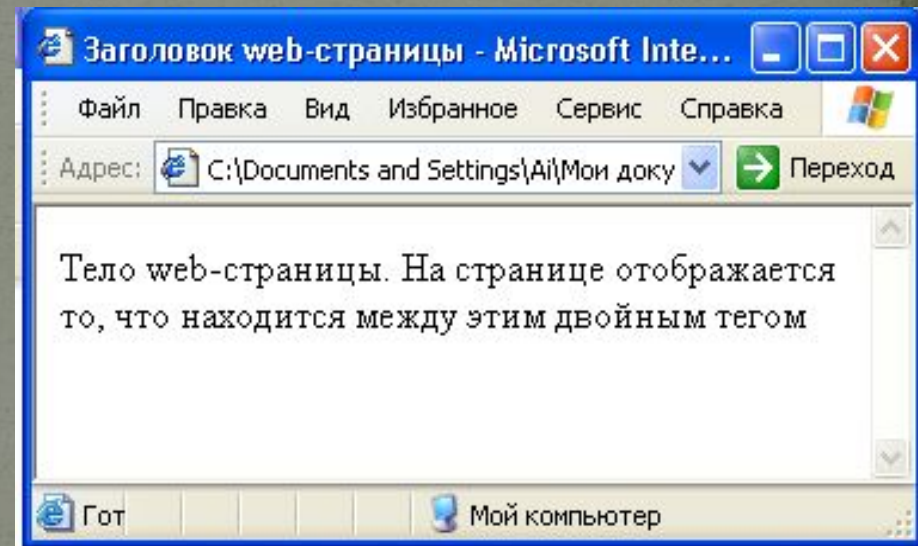 Заголовок web-страницы - Microsoft Inte...
Файл Правка Вид Избранное Сервис Справка
Адрес: C:\Documents and Settings\Ai\Мои доку Переход
Тело web-страницы. На странице отображается
то, что находится между этим двойным тегом
Гот Мой компьютер